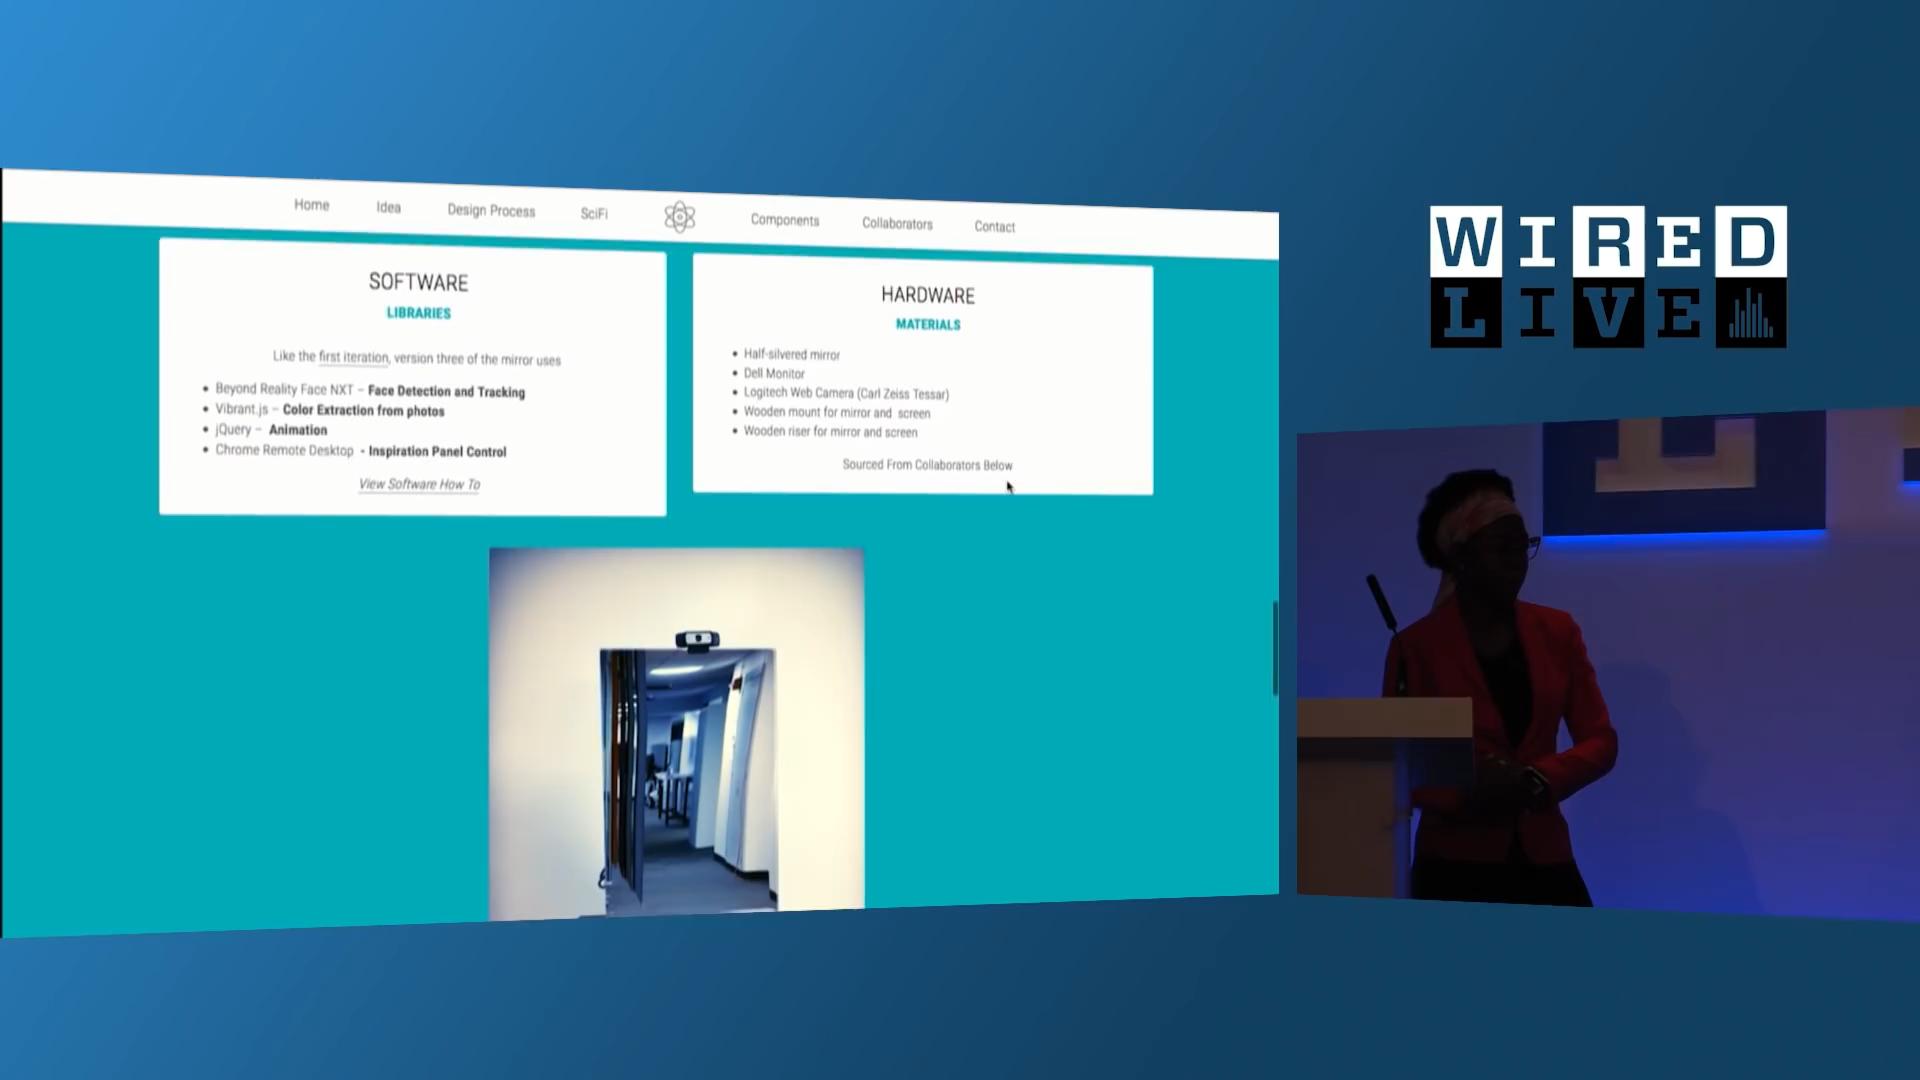 Home Idea Design Process SciFi Components Collaborators Contact
SOFTWARE
LIBRARIES
Like the first iteration, version three of the mirror uses
• Beyond Reality Face NXT – Face Detection and Tracking
• Vibrant.js – Color Extraction from photos
• jQuery – Animation
• Chrome Remote Desktop - Inspiration Panel Control
View Software How To
HARDWARE
MATERIALS
• Half-silvered mirror
• Dell Monitor
• Logitech Web Camera (Carl Zeiss Tessar)
• Wooden mount for mirror and screen
• Wooden riser for mirror and screen
Sourced From Collaborators Below
WIRED
LIVE